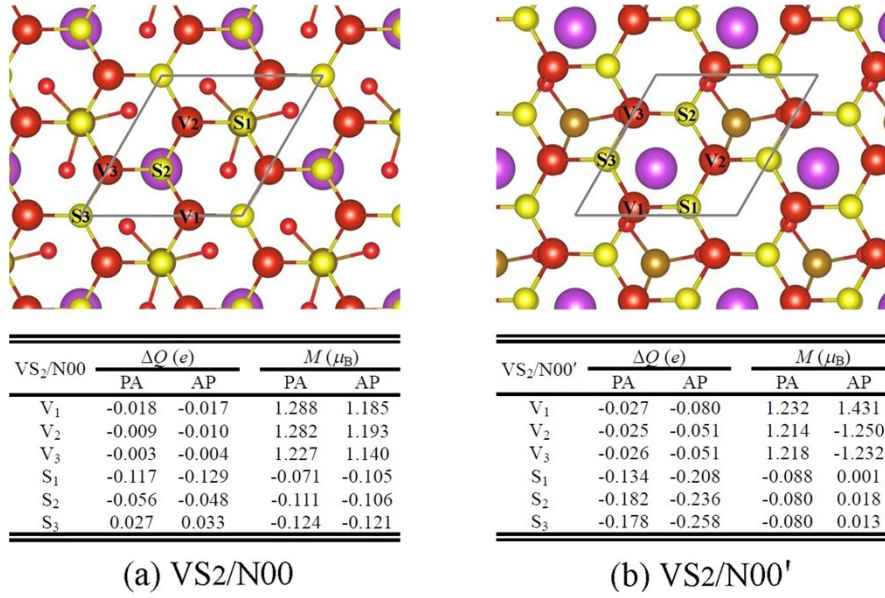 V2
S1
V3
S2
S3
V1
V3
S2
S3
V2
V1
S1
VS₂/N00 ΔQ (e) M (μ_B)
PA AP PA AP
V₁ -0.018 -0.017 1.288 1.185
V₂ -0.009 -0.010 1.282 1.193
V₃ -0.003 -0.004 1.227 1.140
S₁ -0.117 -0.129 -0.071 -0.105
S₂ -0.056 -0.048 -0.111 -0.106
S₃ 0.027 0.033 -0.124 -0.121
(a) VS2/N00
VS₂/N00' ΔQ (e) M (μ_B)
PA AP PA AP
V₁ -0.027 -0.080 1.232 1.431
V₂ -0.025 -0.051 1.214 -1.250
V₃ -0.026 -0.051 1.218 -1.232
S₁ -0.134 -0.208 -0.088 0.001
S₂ -0.182 -0.236 -0.080 0.018
S₃ -0.178 -0.258 -0.080 0.013
(b) VS2/N00'